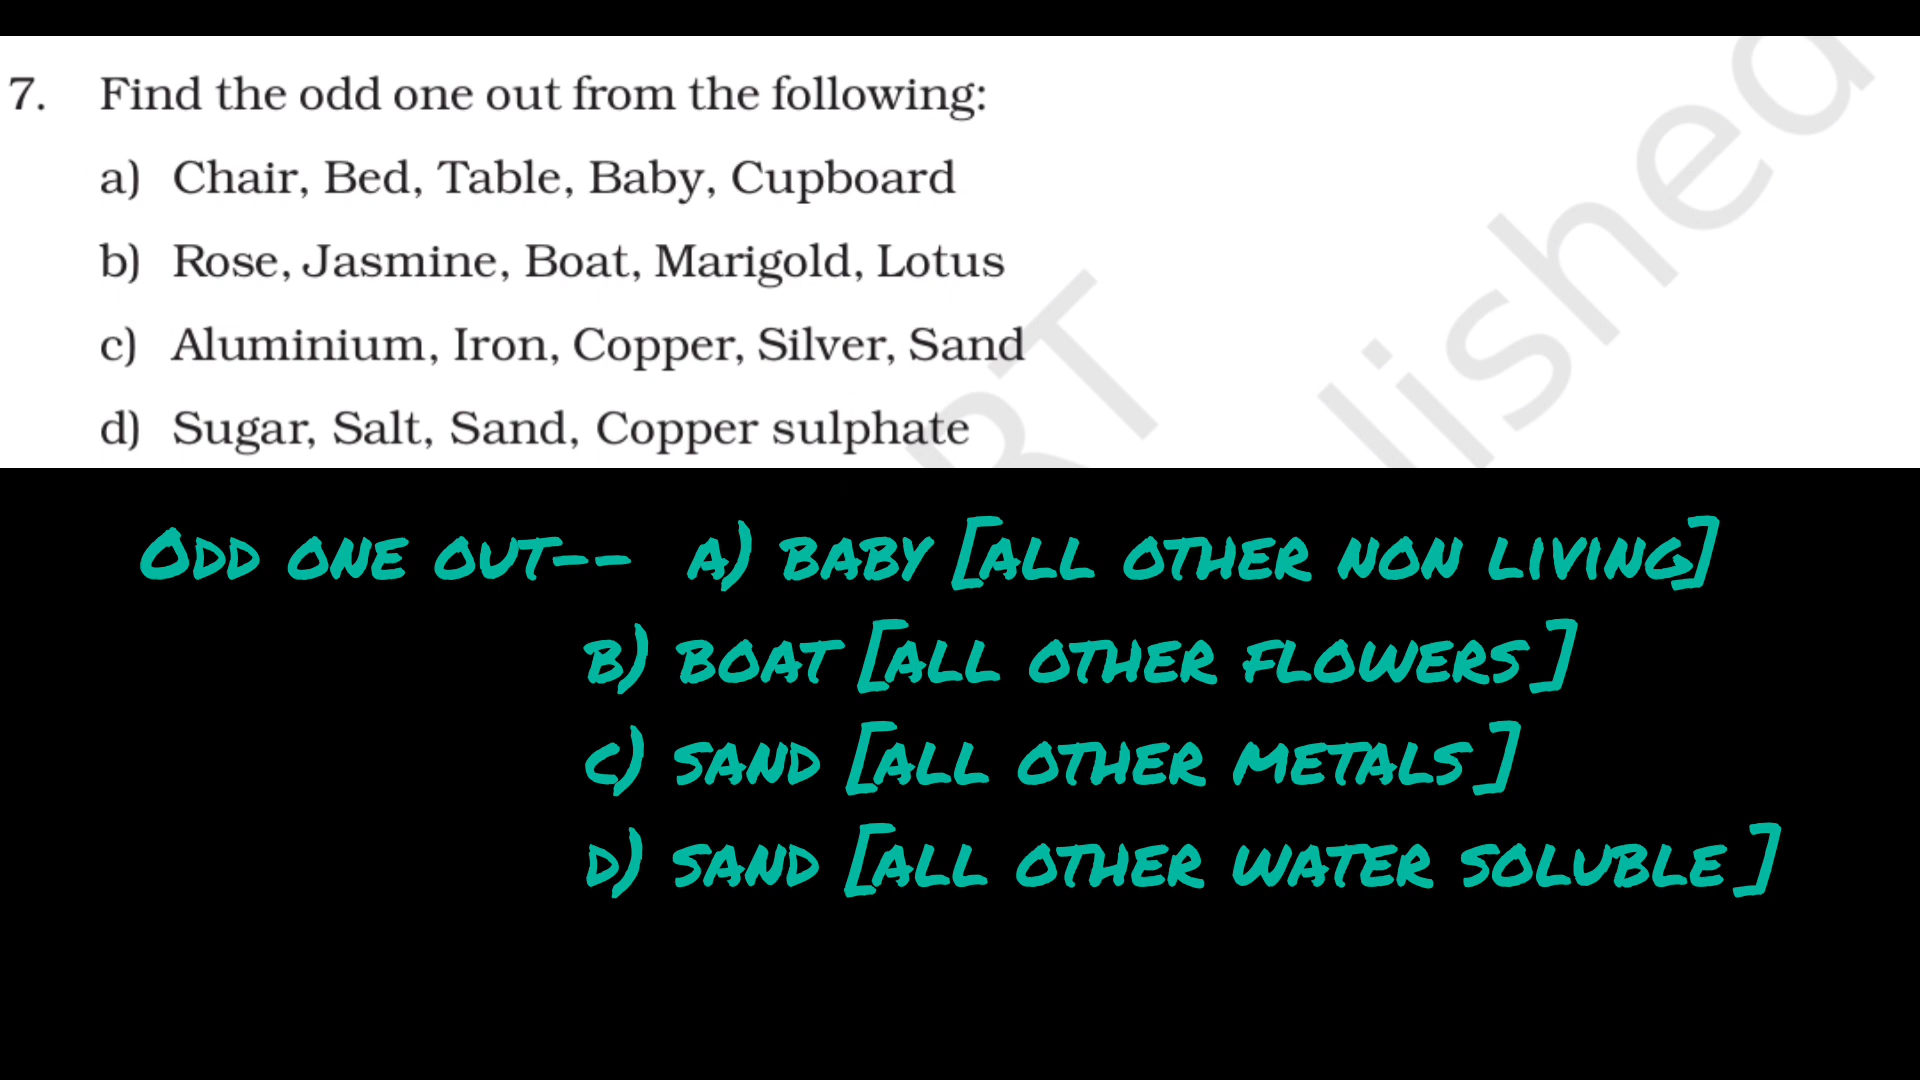 7. Find the odd one out from the following:
a) Chair, Bed, Table, Baby, Cupboard
b) Rose, Jasmine, Boat, Marigold, Lotus
c) Aluminium, Iron, Copper, Silver, Sand
d) Sugar, Salt, Sand, Copper sulphate
RT
lished
ODD ONE OUT-- A) BABY [ALL OTHER NON LIVING]
B) BOAT [ALL OTHER FLOWERS ]
C) SAND [ALL OTHER METALS ]
D) SAND [ALL OTHER WATER SOLUBLE ]